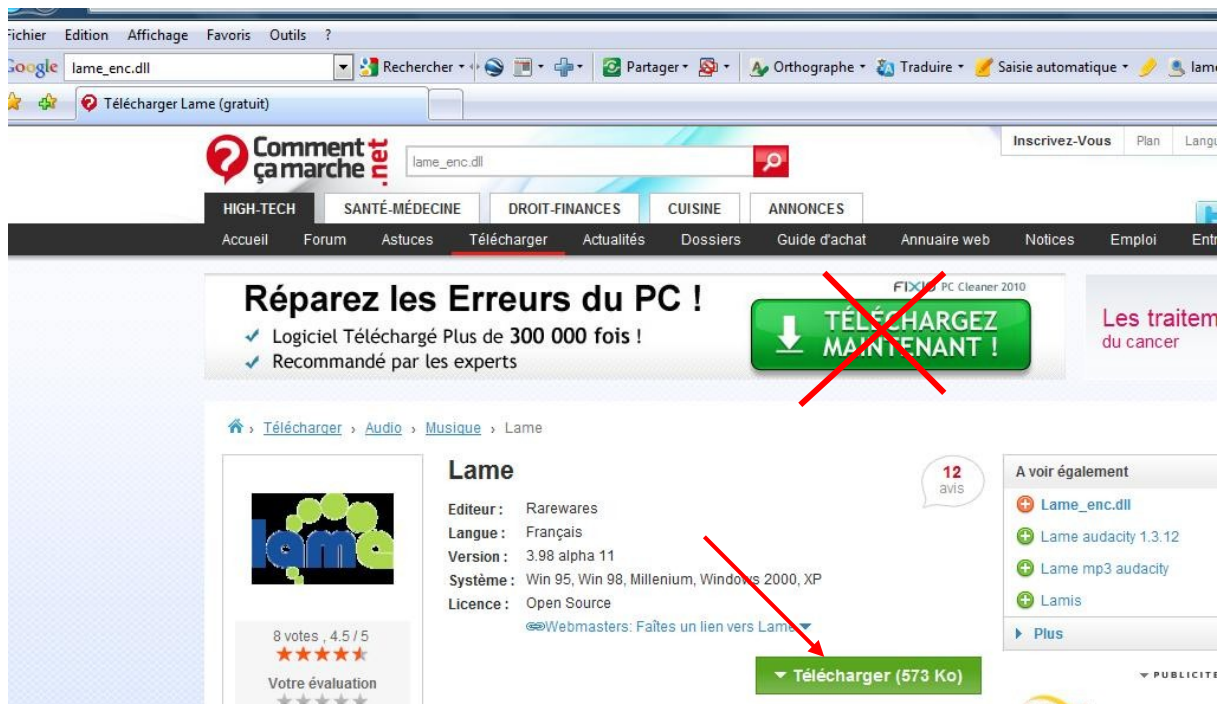 Fichier Edition Affichage Favoris Outils ?
Google lame_enc.dll Rechercher Partager Orthographe Traduire Saisie automatique
Télécharger Lame (gratuit)
Inscrivez-Vous Plan
Comment
çamarche
.net
lame_enc.dll
HIGH-TECH SANTÉ-MÉDECINE DROIT-FINANCES CUISINE ANNONCES
Accueil Forum Astuces Télécharger Actualités Dossiers Guide d'achat Annuaire web Notices Emploi
Réparez les Erreurs du PC !
Logiciel Téléchargé Plus de 300 000 fois !
Recommandé par les experts
PC Cleaner 2010
TÉLÉCHARGEZ
MAINTENANT !
Les
du cancer
Télécharger › Audio › Musique › Lame
lame
Lame
12
avis
Editeur : Rarewares
Langue : Français
Version : 3.98 alpha 11
Système : Win 95, Win 98, Millenium, Windows 2000, XP
Licence : Open Source
Webmasters: Faîtes un lien vers Lame
8 votes , 4.5 / 5
Votre évaluation
Télécharger (573 Ko)
A voir également
Lame_enc.dll
Lame audacity 1.3.12
Lame mp3 audacity
Lamis
Plus
PUBLICITE